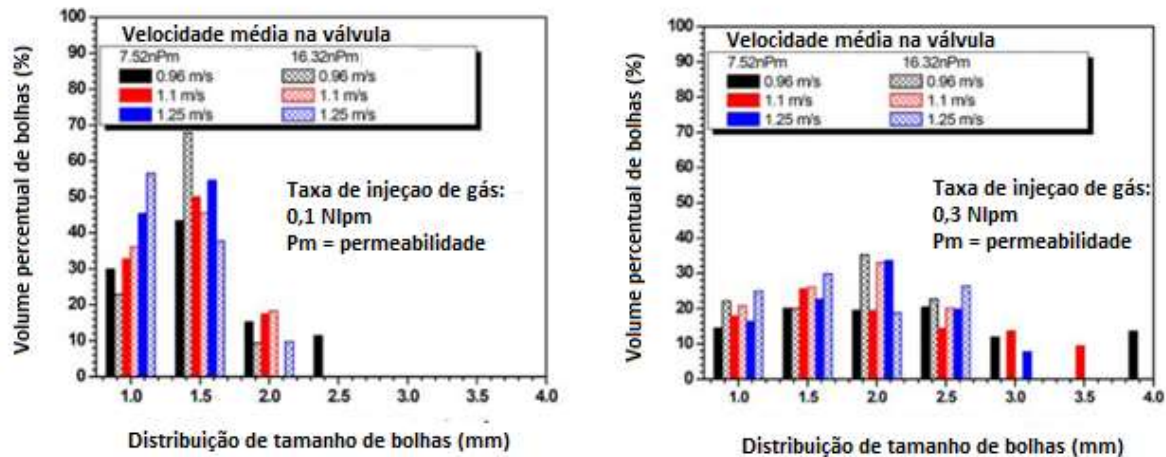 Volume percentual de bolhas (%)
100
90
80
70
60
50
40
30
20
10
0
Velocidade média na válvula
7.52nPm 16.32nPm
0.96 m/s 0.96 m/s
1.1 m/s 1.1 m/s
1.25 m/s 1.25 m/s
Taxa de injeçao de gás:
0,1 Nlpm
Pm = permeabilidade
1.0 1.5 2.0 2.5 3.0 3.5 4.0
Distribuição de tamanho de bolhas (mm)
Volume percentual de bolhas (%)
100
90
80
70
60
50
40
30
20
10
0
Velocidade média na válvula
7.52nPm 16.32nPm
0.96 m/s 0.96 m/s
1.1 m/s 1.1 m/s
1.25 m/s 1.25 m/s
Taxa de injeçao de gás:
0,3 Nlpm
Pm = permeabilidade
1.0 1.5 2.0 2.5 3.0 3.5 4.0
Distribuição de tamanho de bolhas (mm)